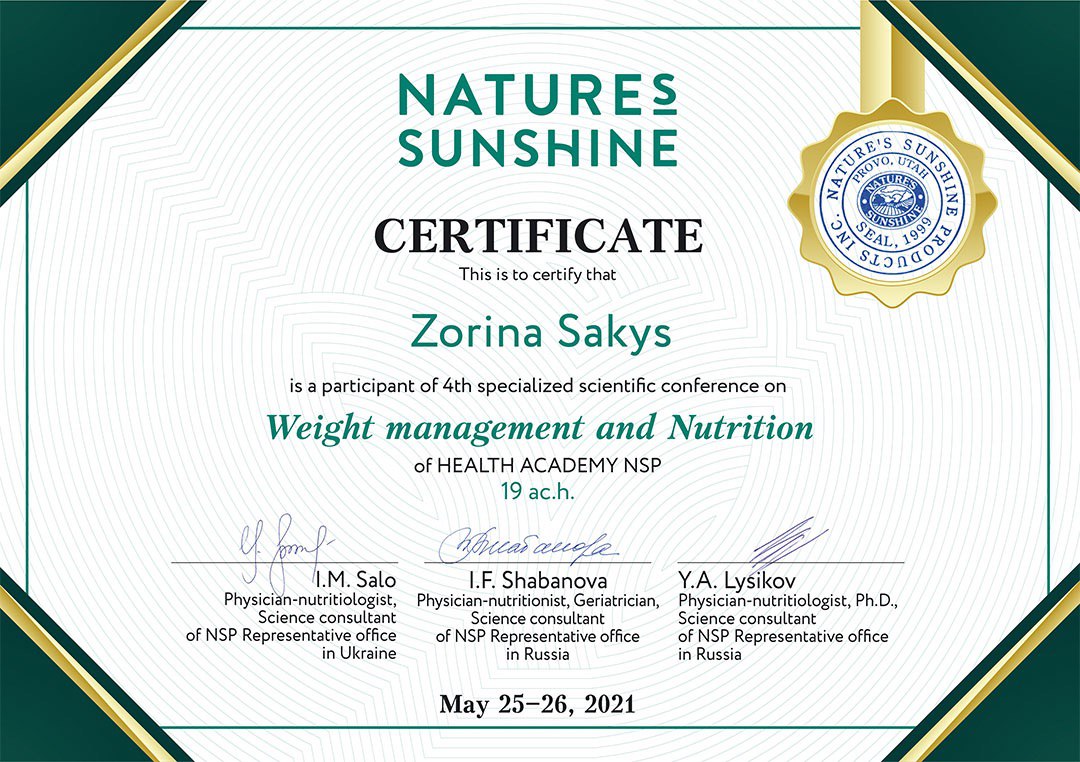 NATURES
SUNSHINE
NATURE'S SUNSHINE PRODUCTS INC.
PROVO, UTAH
NATURES
SUNSHINE
SEAL, 1999
CERTIFICATE
This is to certify that
Zorina Sakys
is a participant of 4th specialized scientific conference on
Weight management and Nutrition
of HEALTH ACADEMY NSP
19 ac.h.
I.M. Salo
Physician-nutritiologist,
Science consultant
of NSP Representative office
in Ukraine
I.F. Shabanova
Physician-nutritionist, Geriatrician,
Science consultant
of NSP Representative office
in Russia
Y.A. Lysikov
Physician-nutritiologist, Ph.D.,
Science consultant
of NSP Representative office
in Russia
May 25–26, 2021